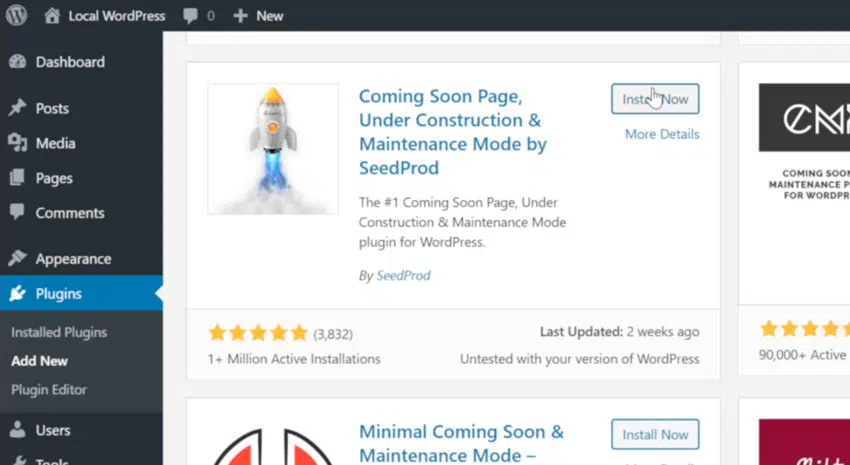 Local WordPress 0 + New
Dashboard
Posts
Media
Pages
Comments
Appearance
Plugins
Installed Plugins
Add New
Plugin Editor
Users
Tools
Coming Soon Page,
Under Construction &
Maintenance Mode by
SeedProd
Install Now
More Details
The #1 Coming Soon Page, Under
Construction & Maintenance Mode
plugin for WordPress.
By SeedProd
(3,832)
1+ Million Active Installations
Last Updated: 2 weeks ago
Untested with your version of WordPress
Minimal Coming Soon &
Maintenance Mode –
Install Now
CM
COMING SOON
MAINTENANCE P
FOR WORDPR
90,000+ Active